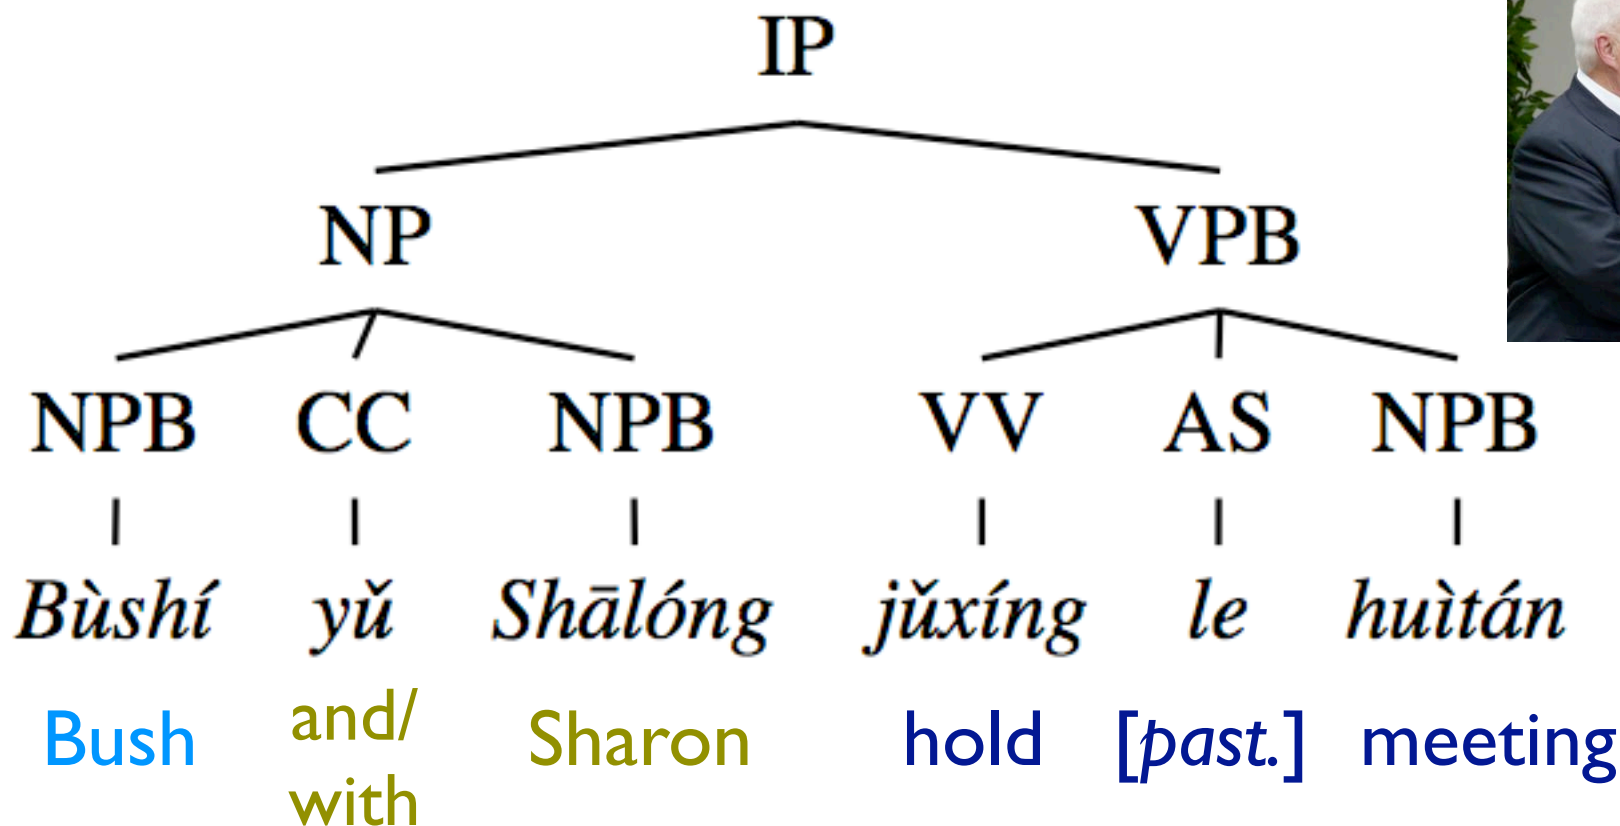 IP
NP VPB
NPB CC NPB VV AS NPB
Bùshí yǔ Shālóng jǔxíng le huìtán
Bush and/ Sharon hold [past.] meeting
with